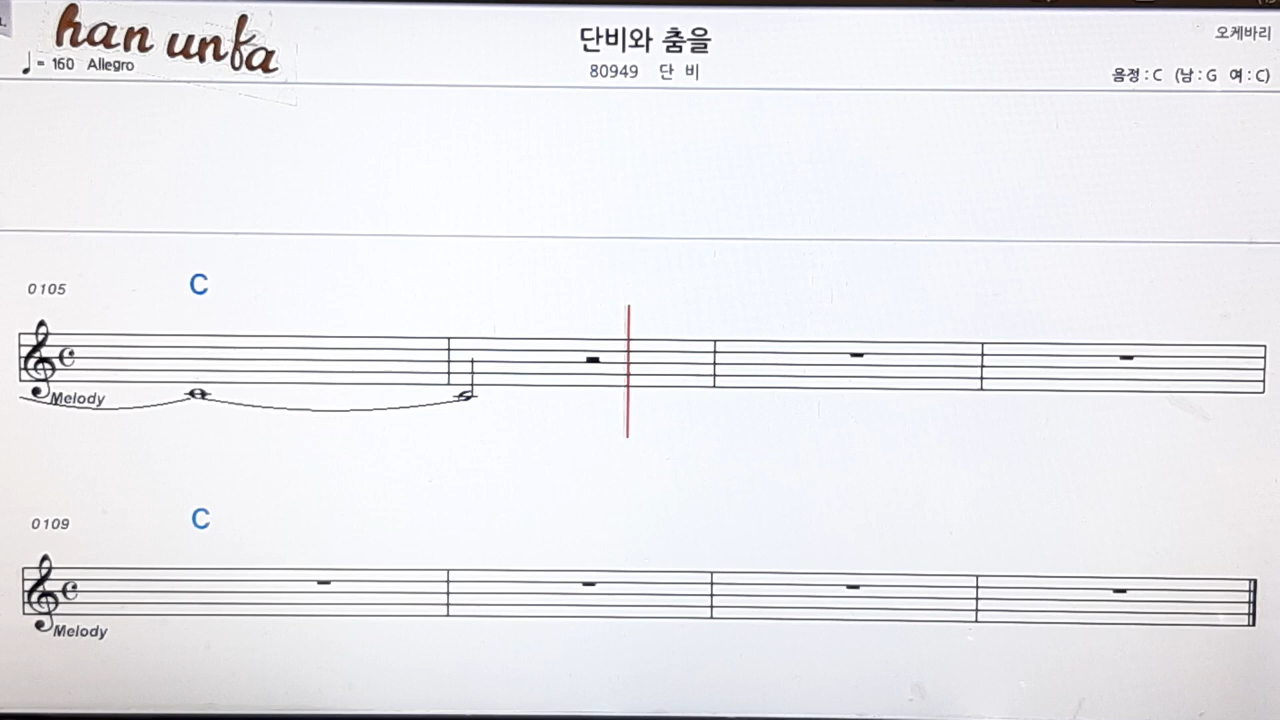 han unfa
♩ = 160 Allegro
단비와 춤을
80949 단 비
오케바리
음정 : C (남 : G 여 : C)
0105
C
Melody
0109
C
Melody